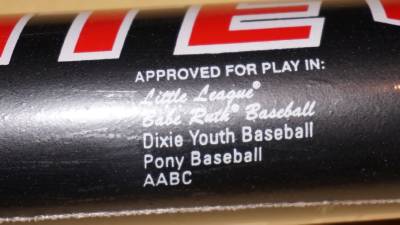 APPROVED FOR PLAY IN:
Little League®
Babe Ruth® Baseball
Dixie Youth Baseball
Pony Baseball
AABC